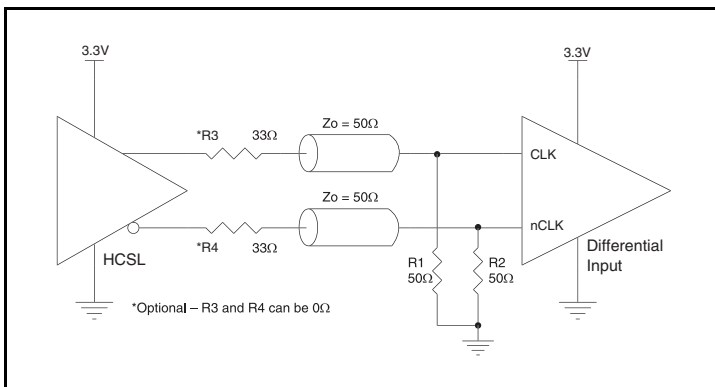 3.3V
3.3V
*R3 33Ω
Zo = 50Ω
CLK
Zo = 50Ω
nCLK
HCSL
*R4 33Ω
R1
50Ω
R2
50Ω
Differential
Input
*Optional – R3 and R4 can be 0Ω